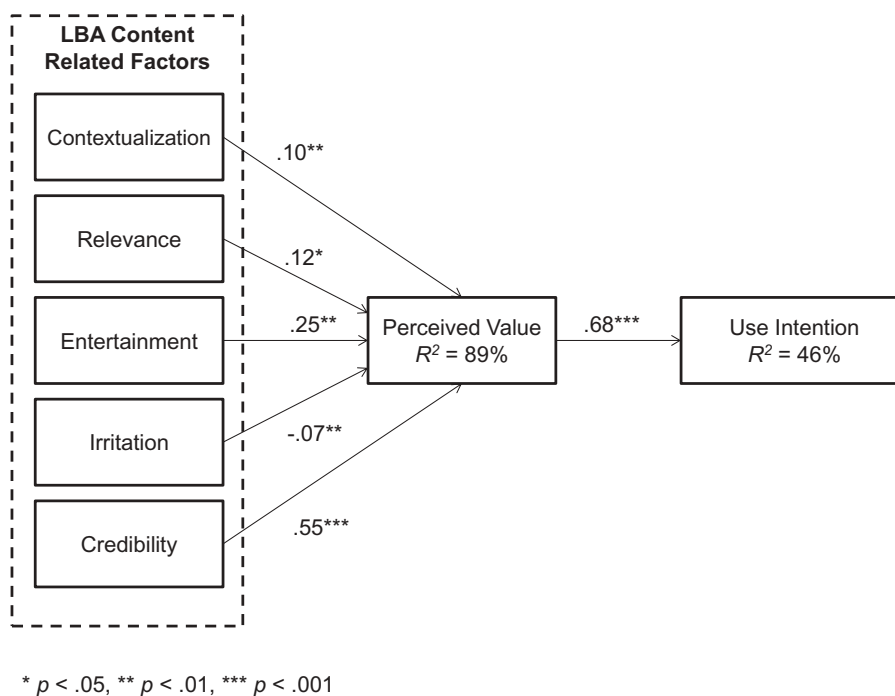 LBA Content
Related Factors
Contextualization
.10**
Relevance
.12*
Entertainment
.25**
Perceived Value
R² = 89%
.68***
Use Intention
R² = 46%
Irritation
-.07**
Credibility
.55***
* p < .05, ** p < .01, *** p < .001